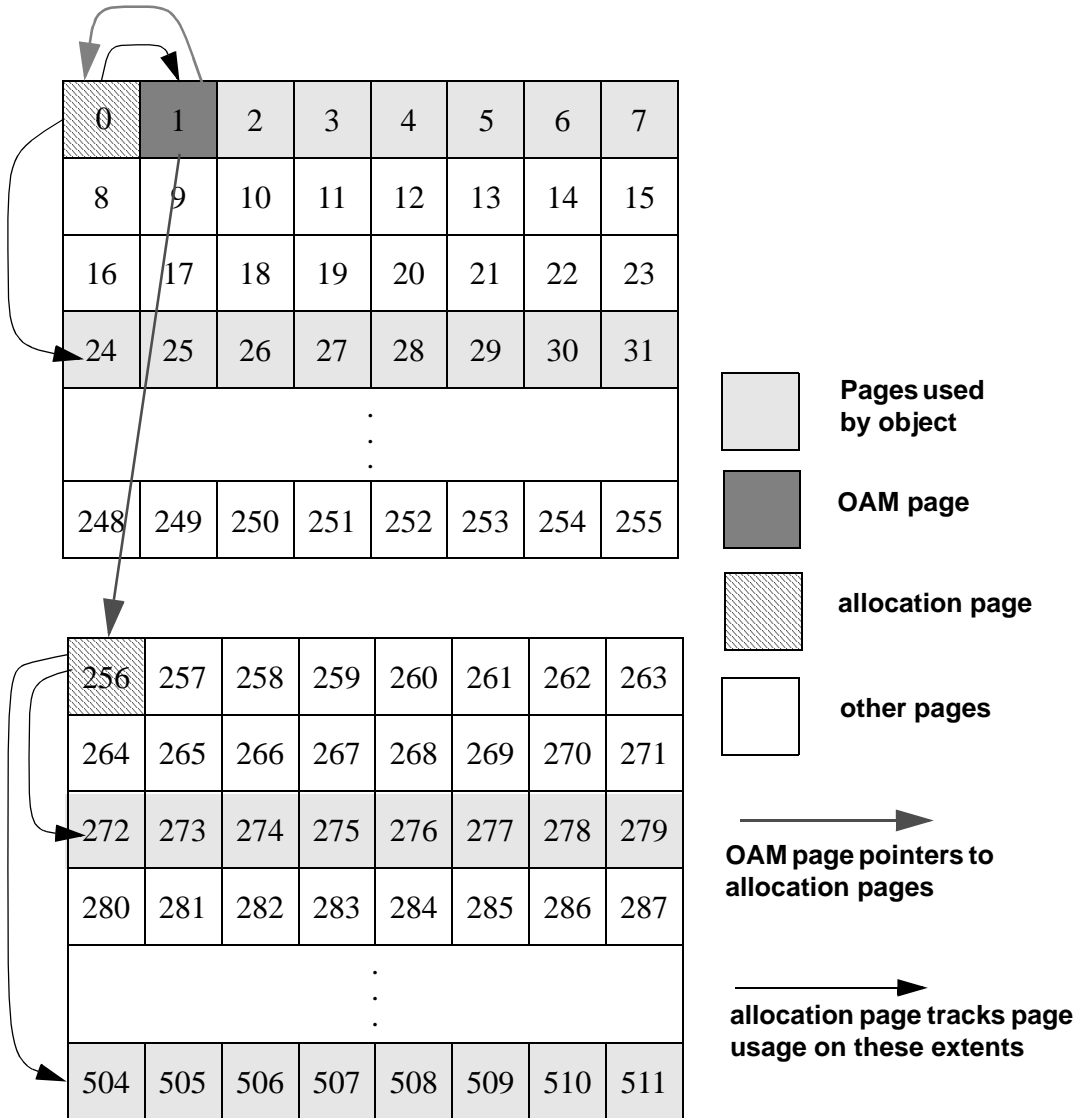 0 1 2 3 4 5 6 7
8 9 10 11 12 13 14 15
16 17 18 19 20 21 22 23
24 25 26 27 28 29 30 31
.
.
.
248 249 250 251 252 253 254 255
256 257 258 259 260 261 262 263
264 265 266 267 268 269 270 271
272 273 274 275 276 277 278 279
280 281 282 283 284 285 286 287
.
.
.
504 505 506 507 508 509 510 511
Pages used
by object
OAM page
allocation page
other pages
OAM page pointers to
allocation pages
allocation page tracks page
usage on these extents